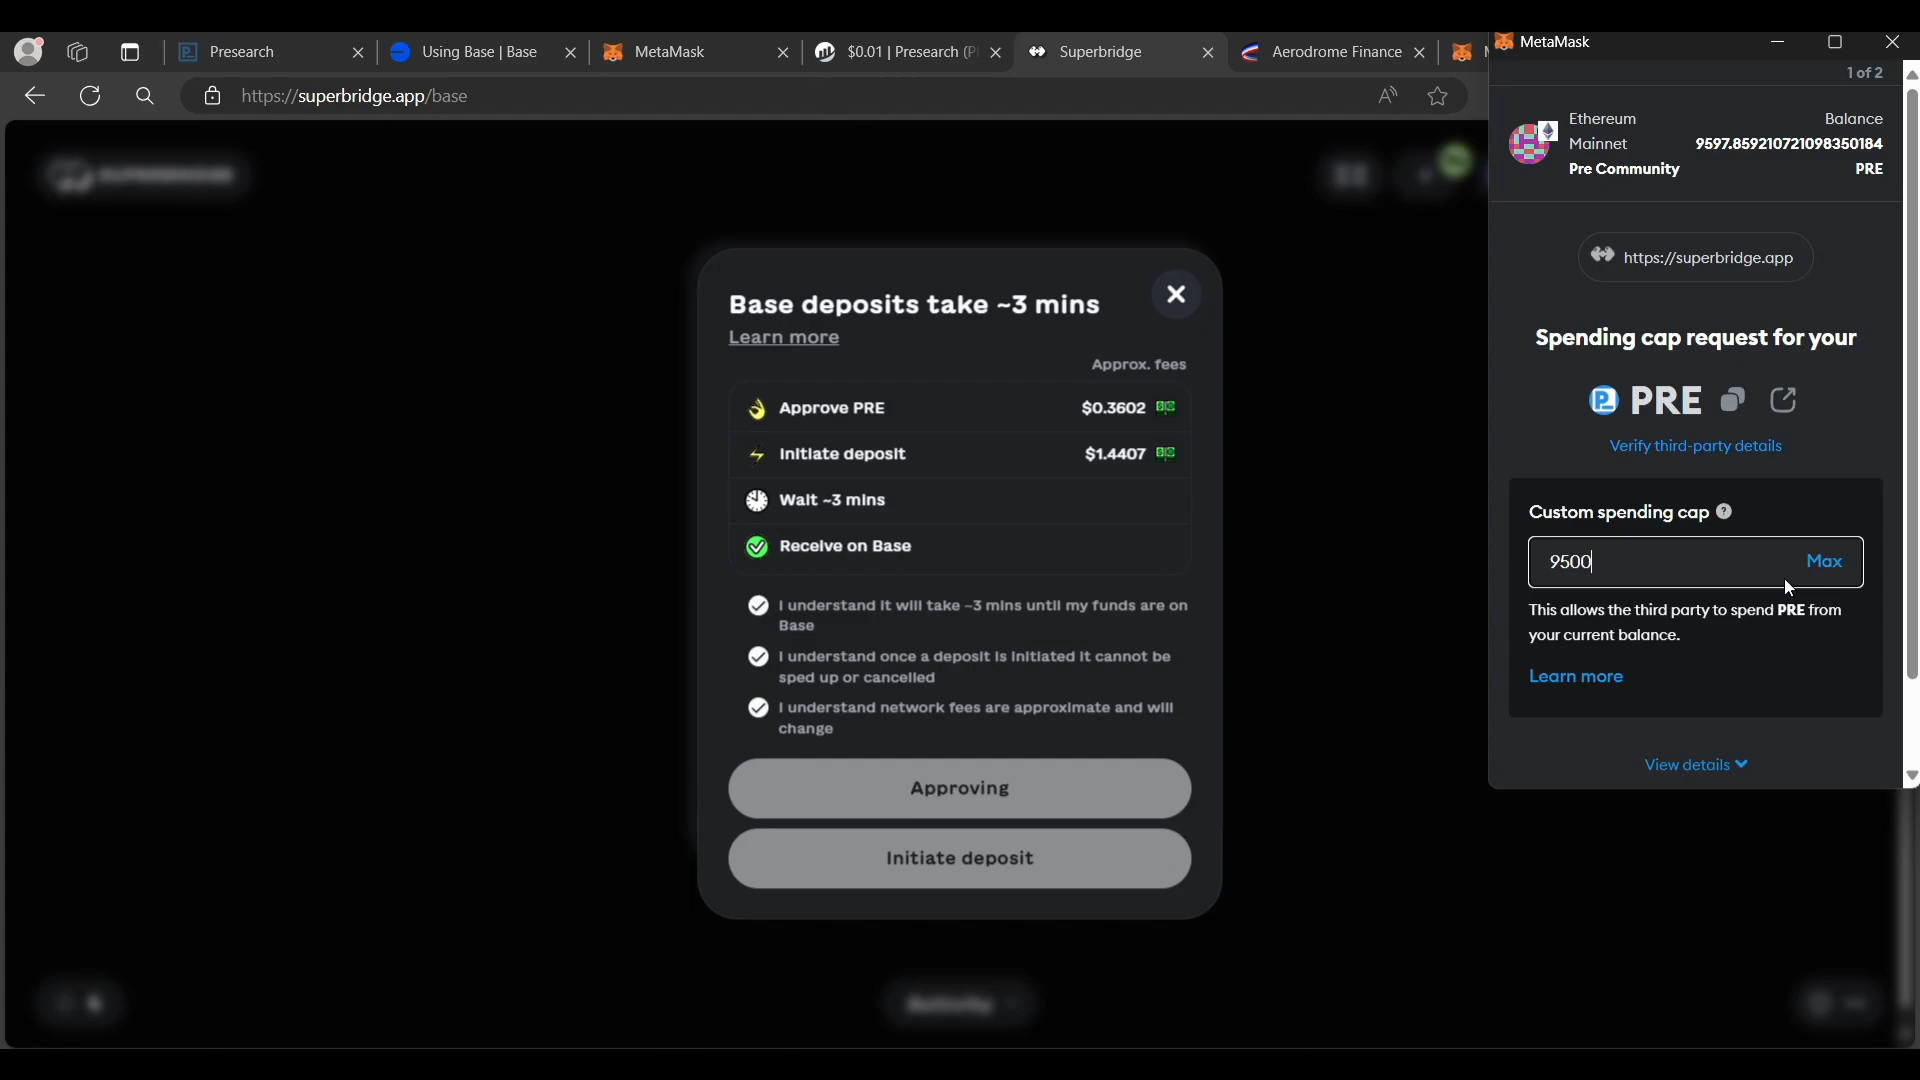 Presearch
Using Base | Base
MetaMask
$0.01 | Presearch (P
Superbridge
Aerodrome Finance
https://superbridge.app/base
MetaMask
1 of 2
Ethereum
Mainnet
Pre Community
Balance
9597.859210721098350184
PRE
https://superbridge.app
Spending cap request for your
PRE
Verify third-party details
Custom spending cap
9500
Max
This allows the third party to spend PRE from
your current balance.
Learn more
View details
SUPERBRIDGE
Base deposits take ~3 mins
Learn more
Approx. fees
Approve PRE
$0.3602
Initiate deposit
$1.4407
Wait ~3 mins
Receive on Base
I understand it will take ~3 mins until my funds are on
Base
I understand once a deposit is initiated it cannot be
sped up or cancelled
I understand network fees are approximate and will
change
Approving
Initiate deposit
Activity